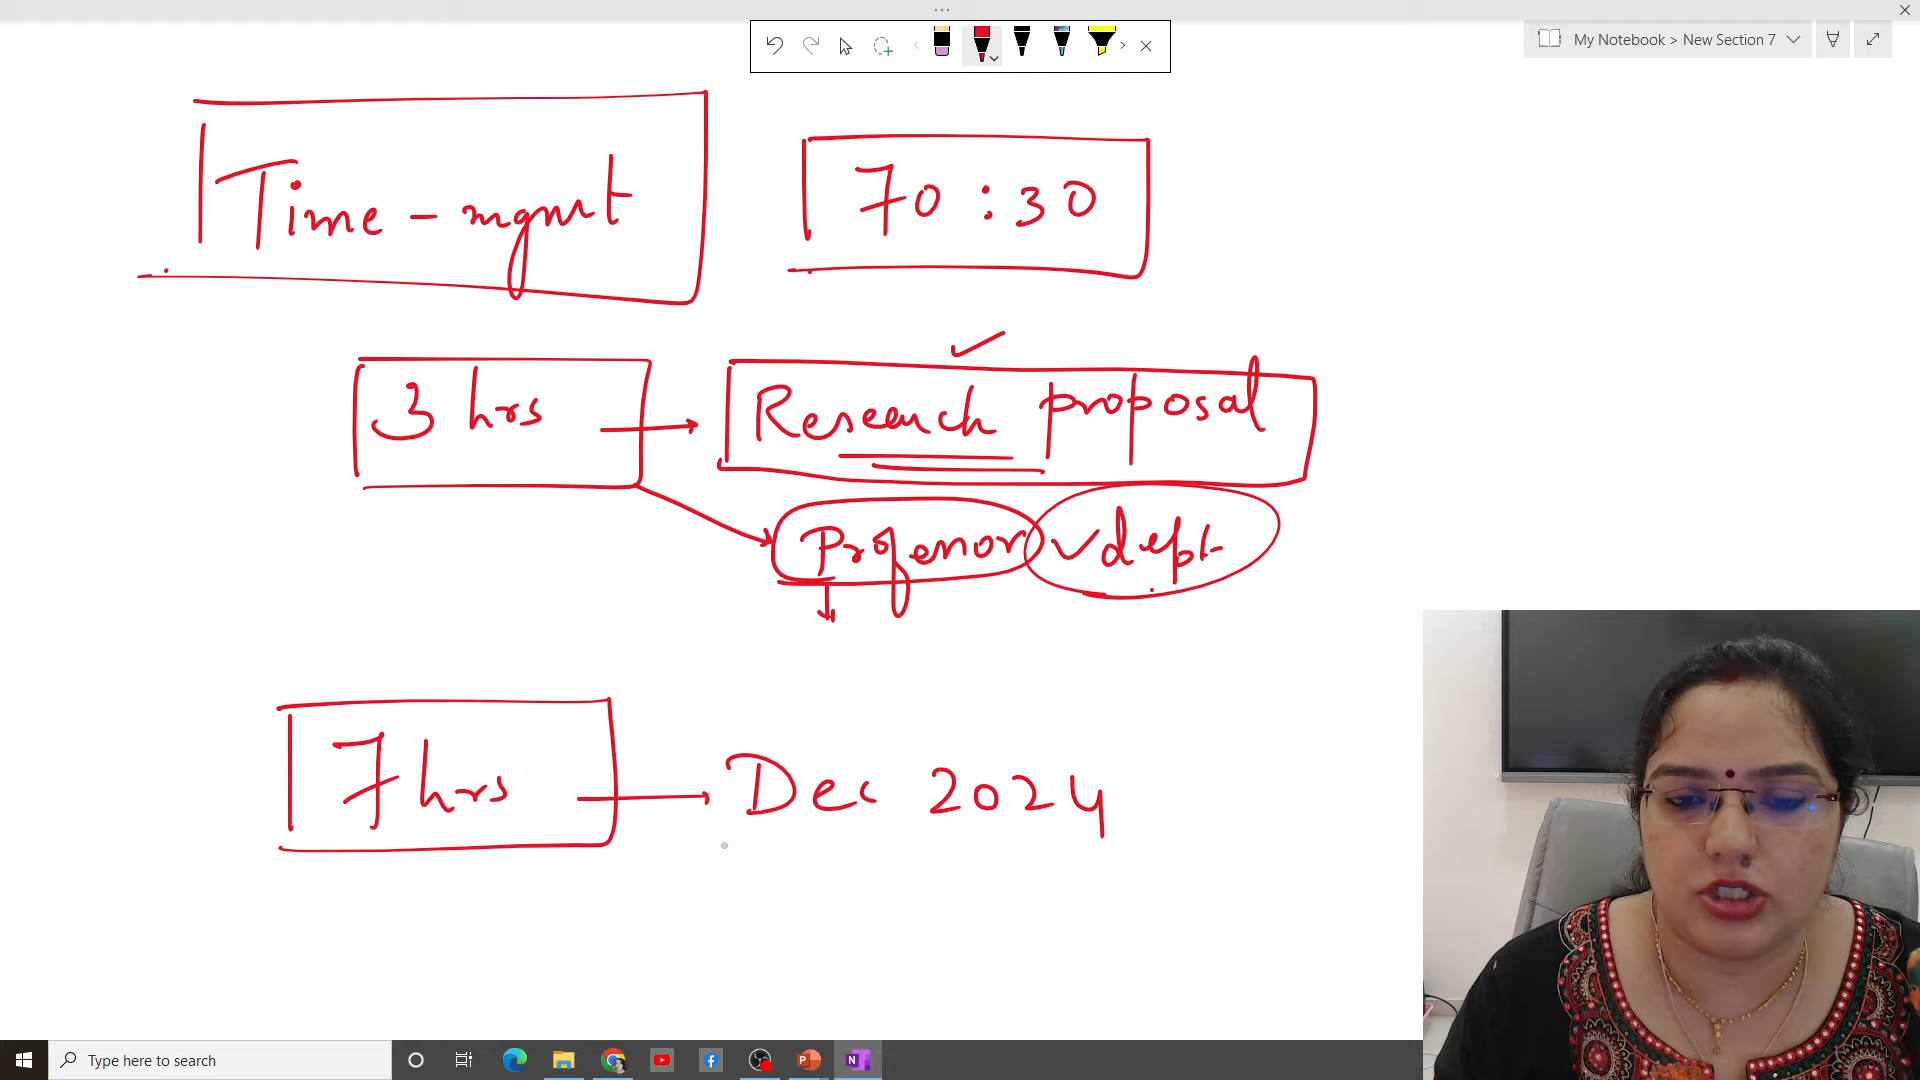 My Notebook > New Section 7
Time - mgmt
70 : 30
3 hrs → Research proposal
Professor ✓ dept
7 hrs → Dec 2024
Type here to search